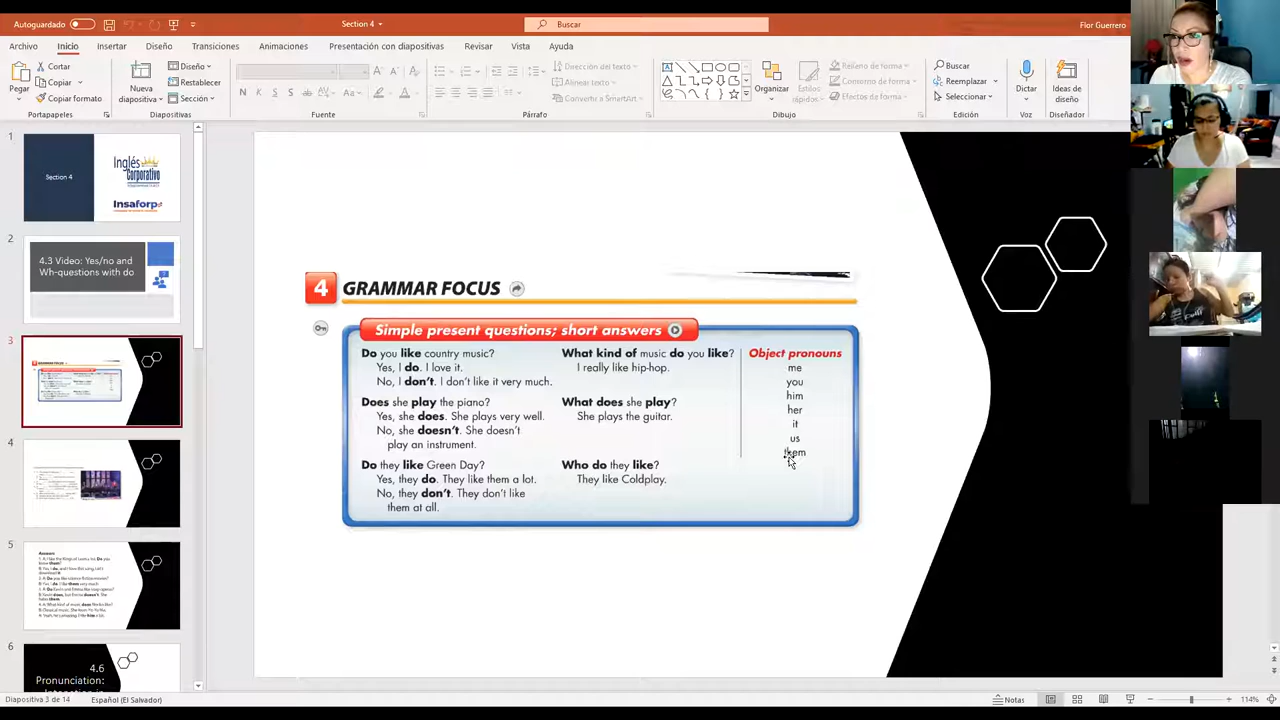 Autoguardado
Section 4
Buscar
Flor Guerrero
Archivo
Inicio
Insertar
Diseño
Transiciones
Animaciones
Presentación con diapositivas
Revisar
Vista
Ayuda
Pegar
Cortar
Copiar
Copiar formato
Portapapeles
Nueva
diapositiva
Diseño
Restablecer
Sección
Diapositivas
Fuente
Dirección del texto
Alinear texto
Convertir a SmartArt
Párrafo
Organizar
Estilos
rápidos
Relleno de forma
Contorno de forma
Efectos de forma
Dibujo
Buscar
Reemplazar
Seleccionar
Edición
Dictar
Voz
Ideas de
diseño
Diseñador
1
Section 4
Inglés
Corporativo
Insaforp
2
4.3 Video: Yes/no and
Wh-questions with do
3
4
5
Answers
6
4.6
Pronunciation:
4 GRAMMAR FOCUS
Simple present questions; short answers
Do you like country music?
Yes, I do. I love it.
No, I don't. I don't like it very much.
Does she play the piano?
Yes, she does. She plays very well.
No, she doesn't. She doesn't
play an instrument.
Do they like Green Day?
Yes, they do. They like them a lot.
No, they don't. They don't like
them at all.
What kind of music do you like?
I really like hip-hop.
What does she play?
She plays the guitar.
Who do they like?
They like Coldplay.
Object pronouns
me
you
him
her
it
us
them
Diapositiva 3 de 14
Español (El Salvador)
Notas
114%